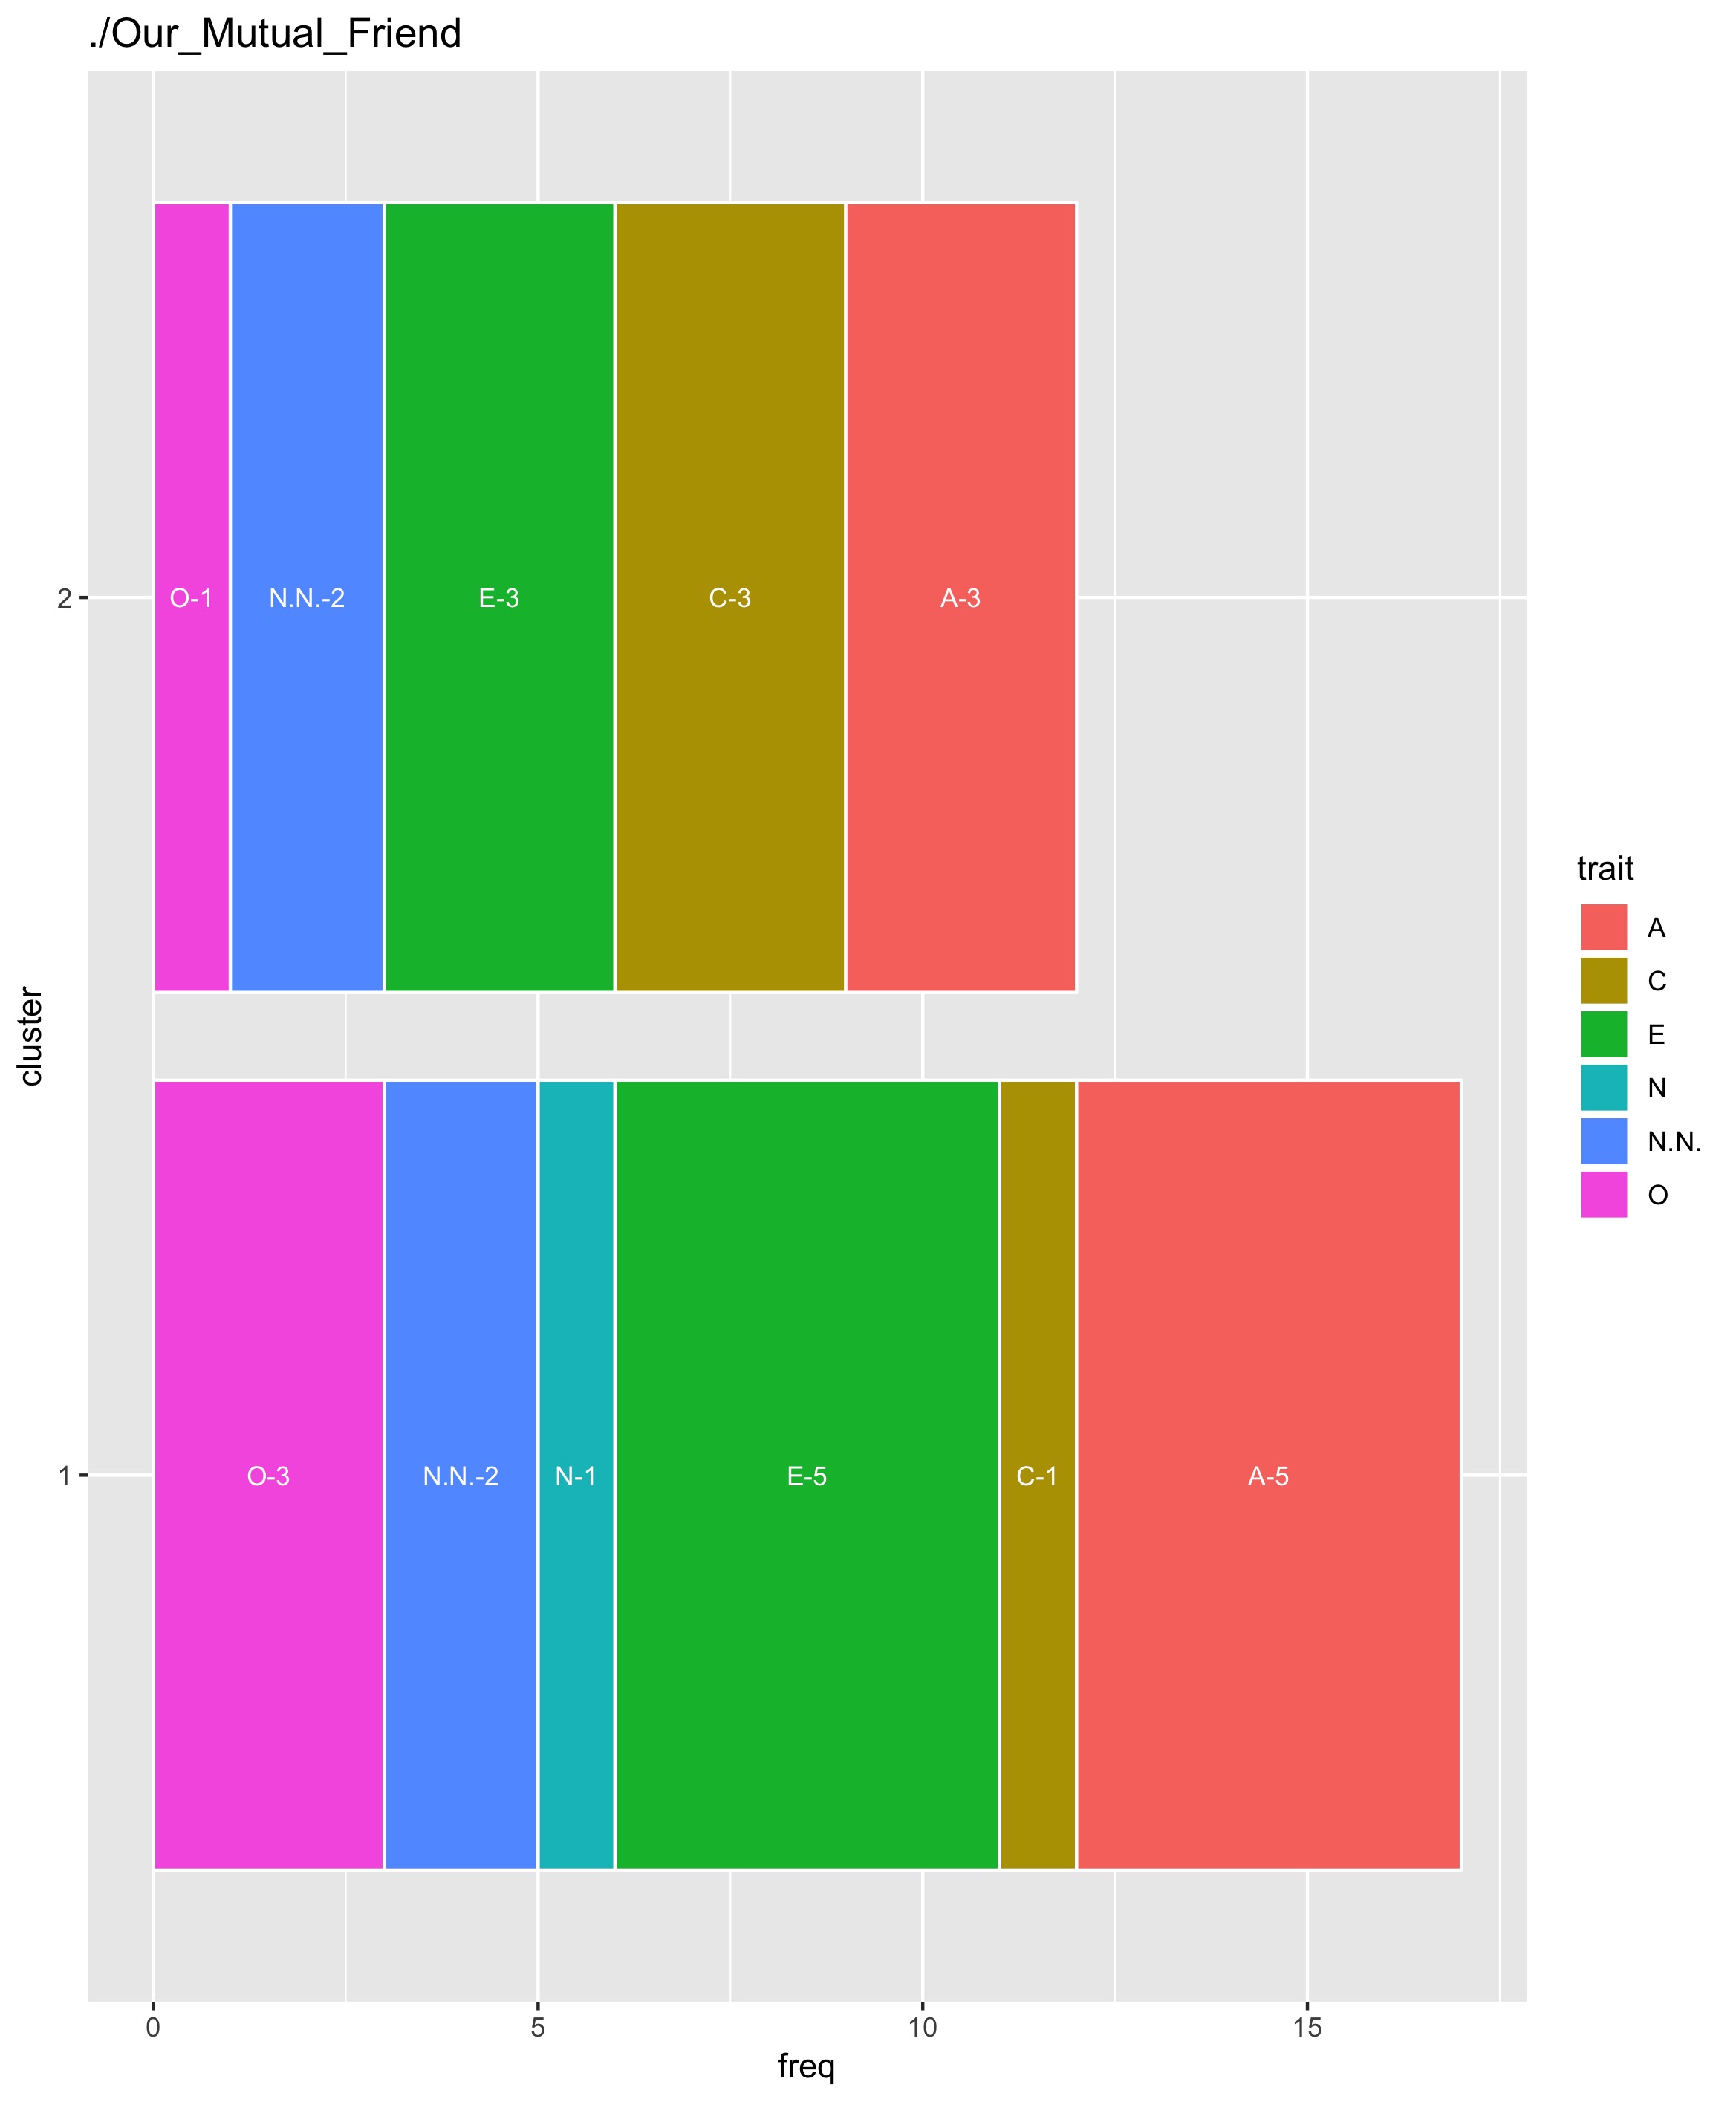 ./Our_Mutual_Friend
2
O-1 N.N.-2 E-3 C-3 A-3
cluster
1
O-3 N.N.-2 N-1 E-5 C-1 A-5
0 5 10 15
freq
trait
A
C
E
N
N.N.
O